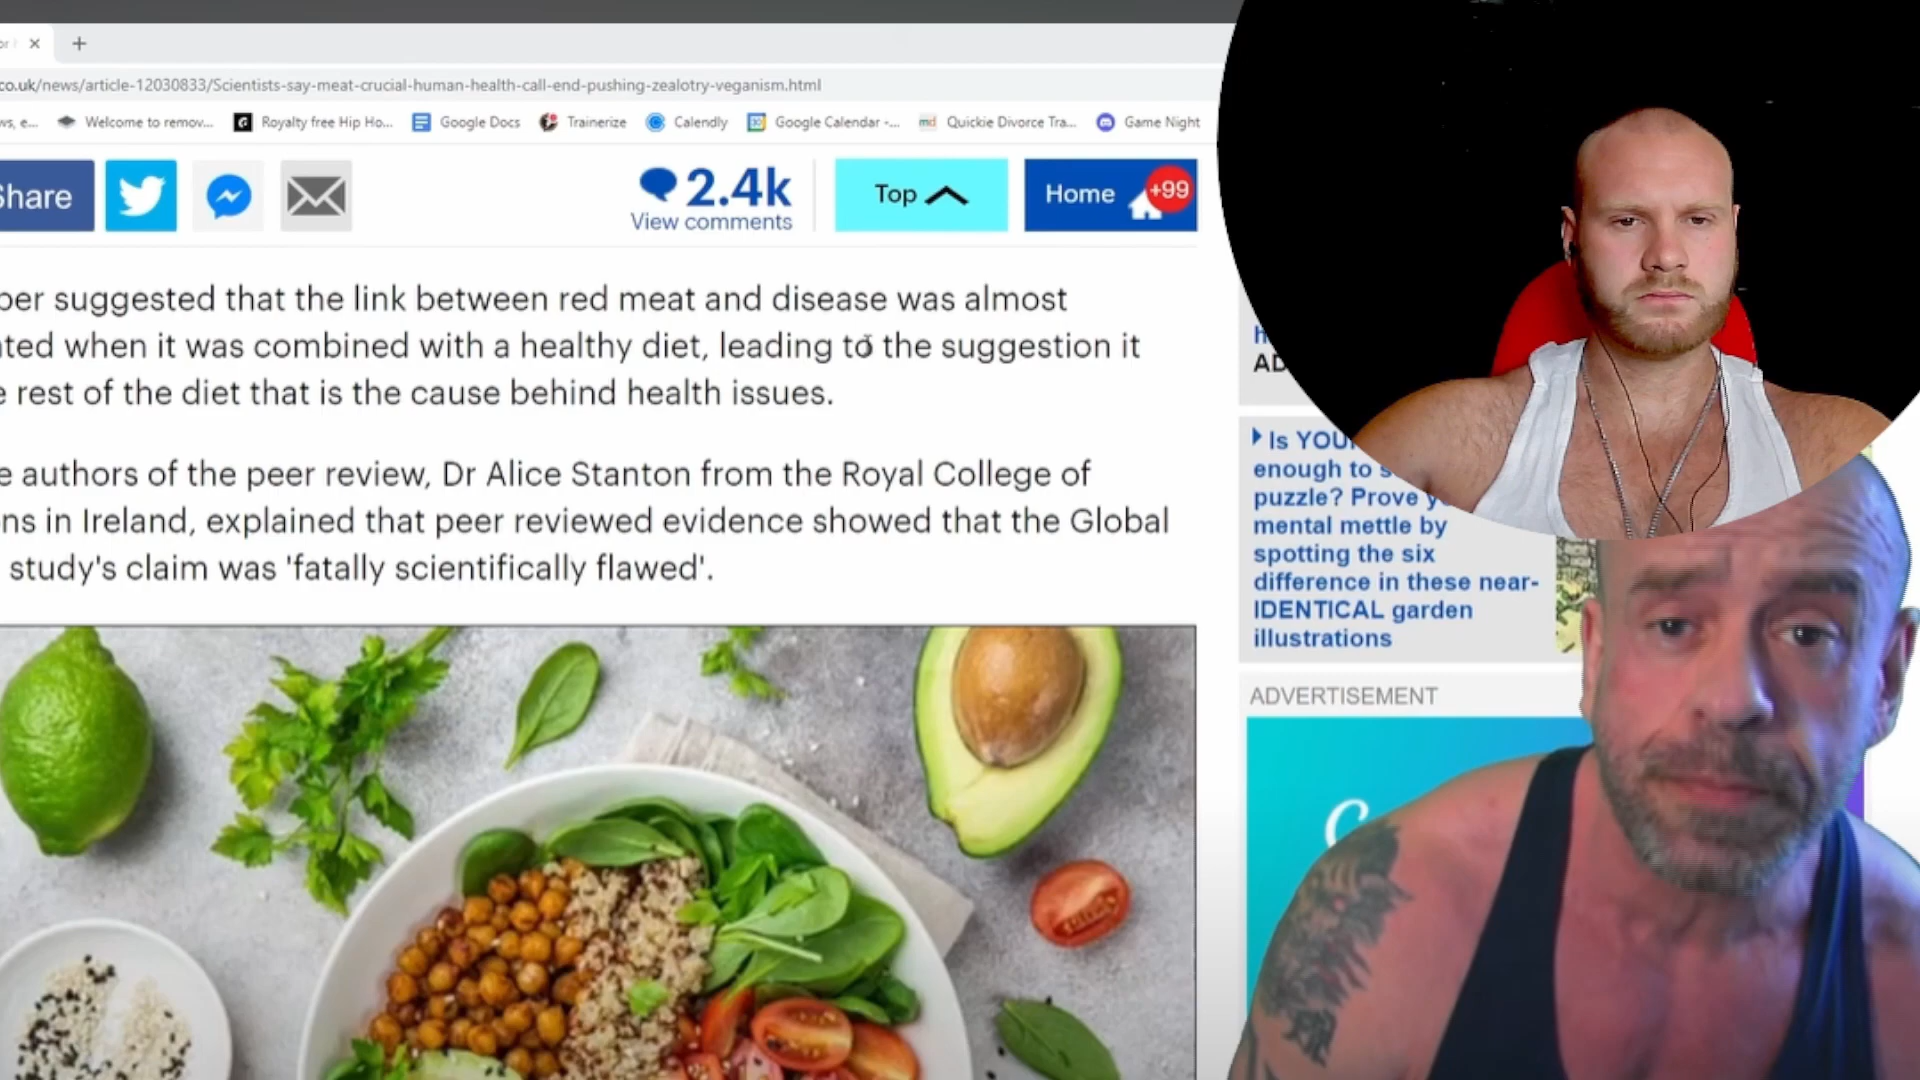 co.uk/news/article-12030833/Scientists-say-meat-crucial-human-health-call-end-pushing-zealotry-veganism.html
Welcome to remov...
Royalty free Hip Ho...
Google Docs
Trainerize
Calendly
Google Calendar -...
md
Quickie Divorce Tra...
Game Night
Share
2.4k
View comments
Top
Home
+99
suggested that the link between red meat and disease was almost
when it was combined with a healthy diet, leading to the suggestion it
rest of the diet that is the cause behind health issues.
authors of the peer review, Dr Alice Stanton from the Royal College of
in Ireland, explained that peer reviewed evidence showed that the Global
study's claim was 'fatally scientifically flawed'.
AD
Is YOU
enough to s
puzzle? Prove y
mental mettle by
spotting the six
difference in these near-
IDENTICAL garden
illustrations
ADVERTISEMENT